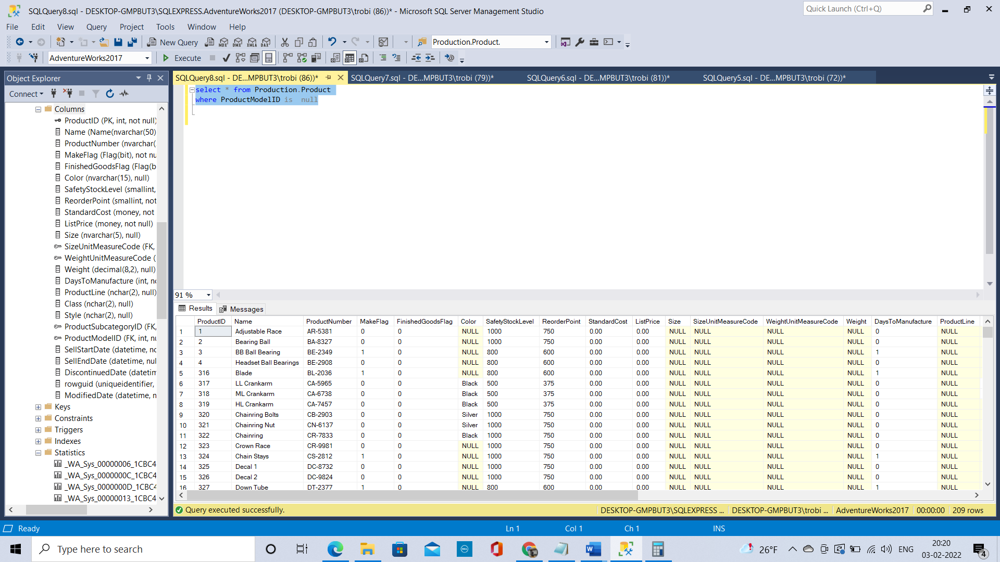 SQLQuery8.sql - DESKTOP-GMPBUT3\SQLEXPRESS.AdventureWorks2017 (DESKTOP-GMPBUT3\trobi (86))* - Microsoft SQL Server Management Studio
Quick Launch (Ctrl+Q)
File Edit View Query Project Tools Window Help
New Query MDX DMX XMLA DAX Production.Product.
AdventureWorks2017 Execute
Object Explorer
Connect
Columns
ProductID (PK, int, not null)
Name (Name(nvarchar(50)
ProductNumber (nvarchar(
MakeFlag (Flag(bit), not nu
FinishedGoodsFlag (Flag(b
Color (nvarchar(15), null)
SafetyStockLevel (smallint,
ReorderPoint (smallint, not
StandardCost (money, not
ListPrice (money, not null)
Size (nvarchar(5), null)
SizeUnitMeasureCode (FK,
WeightUnitMeasureCode (
Weight (decimal(8,2), null)
DaysToManufacture (int, no
ProductLine (nchar(2), null)
Class (nchar(2), null)
Style (nchar(2), null)
ProductSubcategoryID (FK,
ProductModelID (FK, int, nu
SellStartDate (datetime, no
SellEndDate (datetime, nul
DiscontinuedDate (datetim
rowguid (uniqueidentifier,
ModifiedDate (datetime, n
Keys
Constraints
Triggers
Indexes
Statistics
_WA_Sys_00000006_1CBC4
_WA_Sys_0000000C_1CBC4
_WA_Sys_0000000D_1CBC4
_WA_Sys_00000013_1CBC4
SQLQuery8.sql - DE...MPBUT3\trobi (86))* SQLQuery7.sql - DE...MPBUT3\trobi (79))* SQLQuery6.sql - DE...MPBUT3\trobi (81))* SQLQuery5.sql - DE...MPBUT3\trobi (72))*
select * from Production.Product
where ProductModelID is  null
91 %
Results Messages
ProductID Name ProductNumber MakeFlag FinishedGoodsFlag Color SafetyStockLevel ReorderPoint StandardCost ListPrice Size SizeUnitMeasureCode WeightUnitMeasureCode Weight DaysToManufacture ProductLine
1 1 Adjustable Race AR-5381 0 0 NULL 1000 750 0.00 0.00 NULL NULL NULL NULL 0 NULL
2 2 Bearing Ball BA-8327 0 0 NULL 1000 750 0.00 0.00 NULL NULL NULL NULL 0 NULL
3 3 BB Ball Bearing BE-2349 1 0 NULL 800 600 0.00 0.00 NULL NULL NULL NULL 1 NULL
4 4 Headset Ball Bearings BE-2908 0 0 NULL 800 600 0.00 0.00 NULL NULL NULL NULL 0 NULL
5 316 Blade BL-2036 1 0 NULL 800 600 0.00 0.00 NULL NULL NULL NULL 1 NULL
6 317 LL Crankarm CA-5965 0 0 Black 500 375 0.00 0.00 NULL NULL NULL NULL 0 NULL
7 318 ML Crankarm CA-6738 0 0 Black 500 375 0.00 0.00 NULL NULL NULL NULL 0 NULL
8 319 HL Crankarm CA-7457 0 0 Black 500 375 0.00 0.00 NULL NULL NULL NULL 0 NULL
9 320 Chainring Bolts CB-2903 0 0 Silver 1000 750 0.00 0.00 NULL NULL NULL NULL 0 NULL
10 321 Chainring Nut CN-6137 0 0 Silver 1000 750 0.00 0.00 NULL NULL NULL NULL 0 NULL
11 322 Chainring CR-7833 0 0 Black 1000 750 0.00 0.00 NULL NULL NULL NULL 0 NULL
12 323 Crown Race CR-9981 0 0 NULL 1000 750 0.00 0.00 NULL NULL NULL NULL 0 NULL
13 324 Chain Stays CS-2812 1 0 NULL 1000 750 0.00 0.00 NULL NULL NULL NULL 1 NULL
14 325 Decal 1 DC-8732 0 0 NULL 1000 750 0.00 0.00 NULL NULL NULL NULL 0 NULL
15 326 Decal 2 DC-9824 0 0 NULL 1000 750 0.00 0.00 NULL NULL NULL NULL 0 NULL
16 327 Down Tube DT-2377 1 0 NULL 800 600 0.00 0.00 NULL NULL NULL NULL 1 NULL
Query executed successfully. DESKTOP-GMPBUT3\SQLEXPRESS ... DESKTOP-GMPBUT3\trobi ... AdventureWorks2017 00:00:00 209 rows
Ready Ln 1 Col 1 Ch 1 INS
Type here to search
26°F ENG
20:20
03-02-2022
4